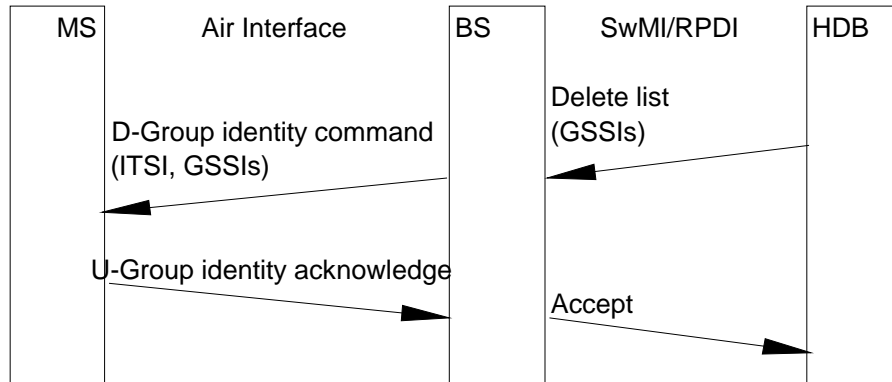 MS
Air Interface
BS
SwMI/RPDI
HDB
Delete list
(GSSIs)
D-Group identity command
(ITSI, GSSIs)
U-Group identity acknowledge
Accept